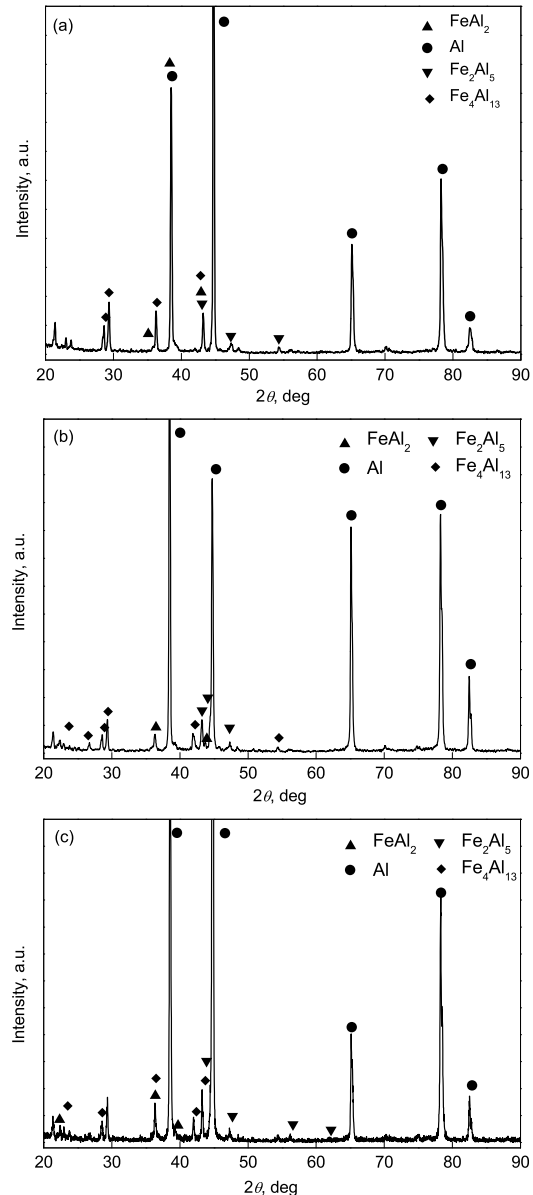 (a)
FeAl₂
Al
Fe₂Al₅
Fe₄Al₁₃
Intensity, a.u.
20 30 40 50 60 70 80 90
2θ, deg
(b)
FeAl₂ Fe₂Al₅
Al Fe₄Al₁₃
Intensity, a.u.
20 30 40 50 60 70 80 90
2θ, deg
(c)
FeAl₂ Fe₂Al₅
Al Fe₄Al₁₃
Intensity, a.u.
20 30 40 50 60 70 80 90
2θ, deg